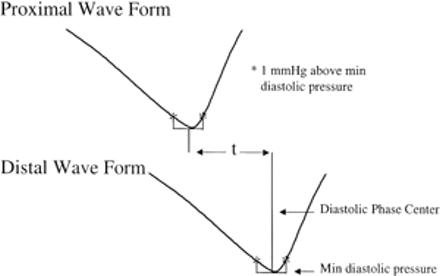 Proximal Wave Form
* 1 mmHg above min
diastolic pressure
* *
t
Distal Wave Form
Diastolic Phase Center
* *
Min diastolic pressure